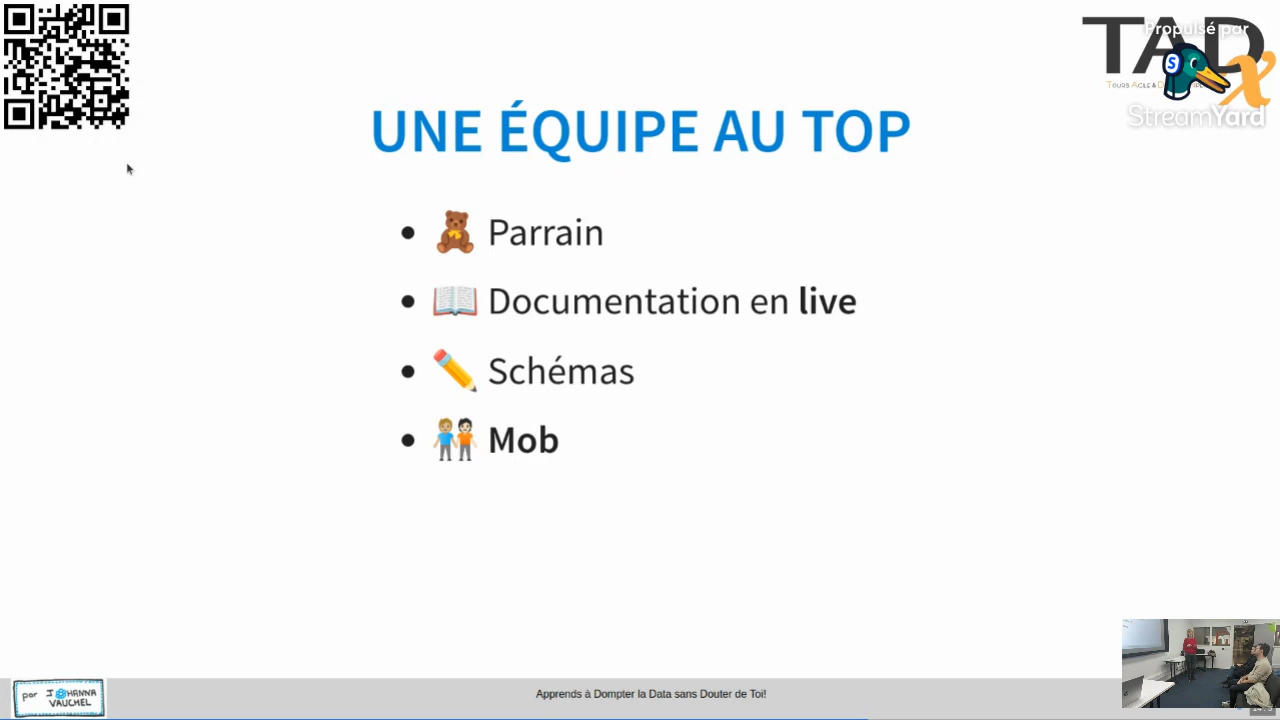 Propulsé par
TADx
StreamYard
UNE ÉQUIPE AU TOP
Parrain
Documentation en live
Schémas
Mob
par JOHANNA
VAUCHEL
Apprends à Dompter la Data sans Douter de Toi!